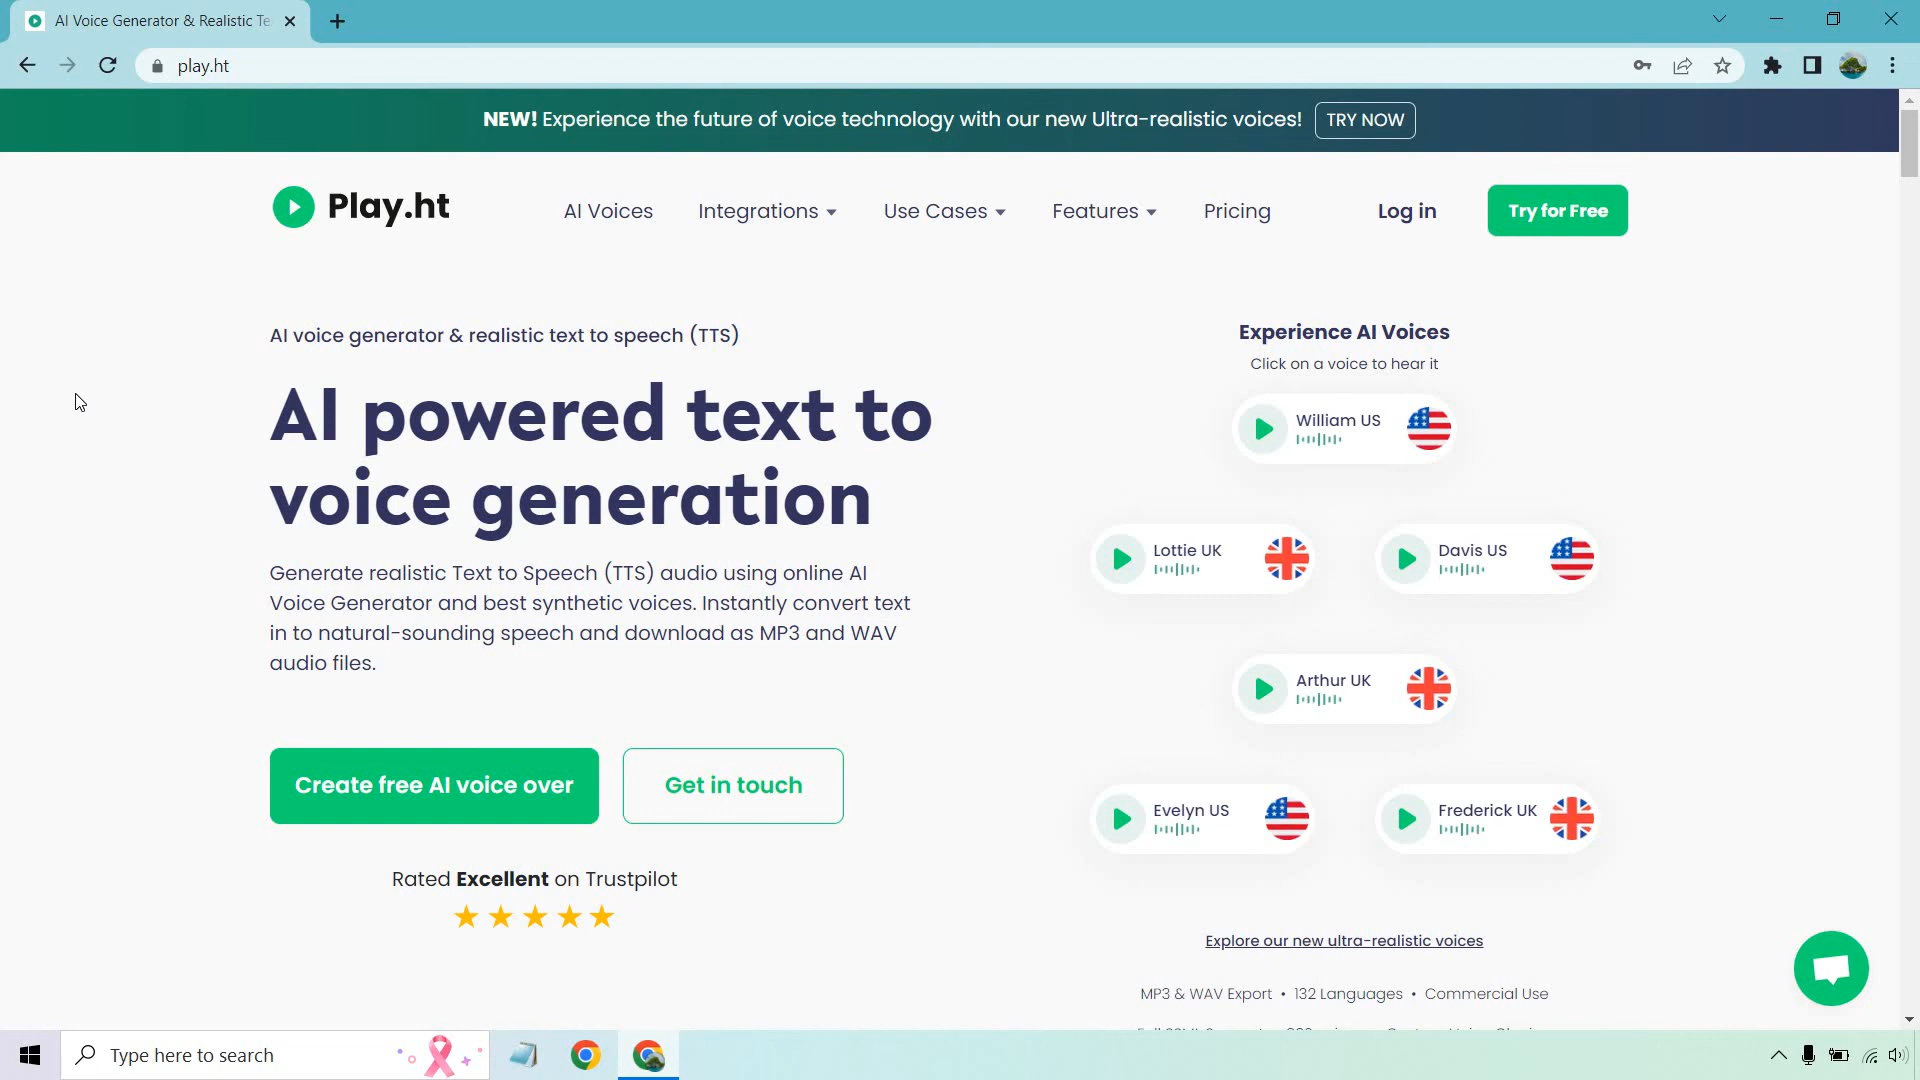 AI Voice Generator & Realistic Te
play.ht
NEW! Experience the future of voice technology with our new Ultra-realistic voices! TRY NOW
Play.ht
AI Voices
Integrations
Use Cases
Features
Pricing
Log in
Try for Free
AI voice generator & realistic text to speech (TTS)
AI powered text to
voice generation
Generate realistic Text to Speech (TTS) audio using online AI
Voice Generator and best synthetic voices. Instantly convert text
in to natural-sounding speech and download as MP3 and WAV
audio files.
Create free AI voice over
Get in touch
Rated Excellent on Trustpilot
Experience AI Voices
Click on a voice to hear it
William US
Lottie UK
Davis US
Arthur UK
Evelyn US
Frederick UK
Explore our new ultra-realistic voices
MP3 & WAV Export • 132 Languages • Commercial Use
Type here to search